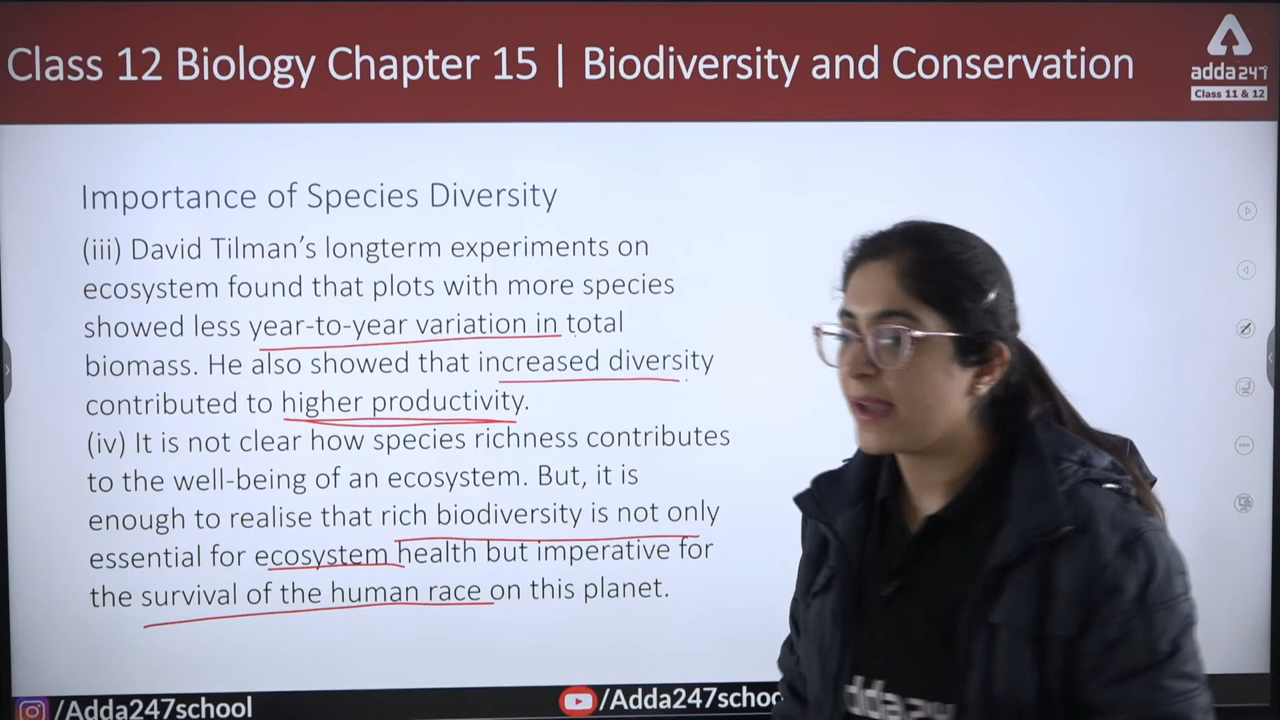 Class 12 Biology Chapter 15 | Biodiversity and Conservation
adda247
Class 11 & 12
Importance of Species Diversity
(iii) David Tilman's longterm experiments on
ecosystem found that plots with more species
showed less year-to-year variation in total
biomass. He also showed that increased diversity
contributed to higher productivity.
(iv) It is not clear how species richness contributes
to the well-being of an ecosystem. But, it is
enough to realise that rich biodiversity is not only
essential for ecosystem health but imperative for
the survival of the human race on this planet.
/Adda247school
/Adda247schoo
adda247